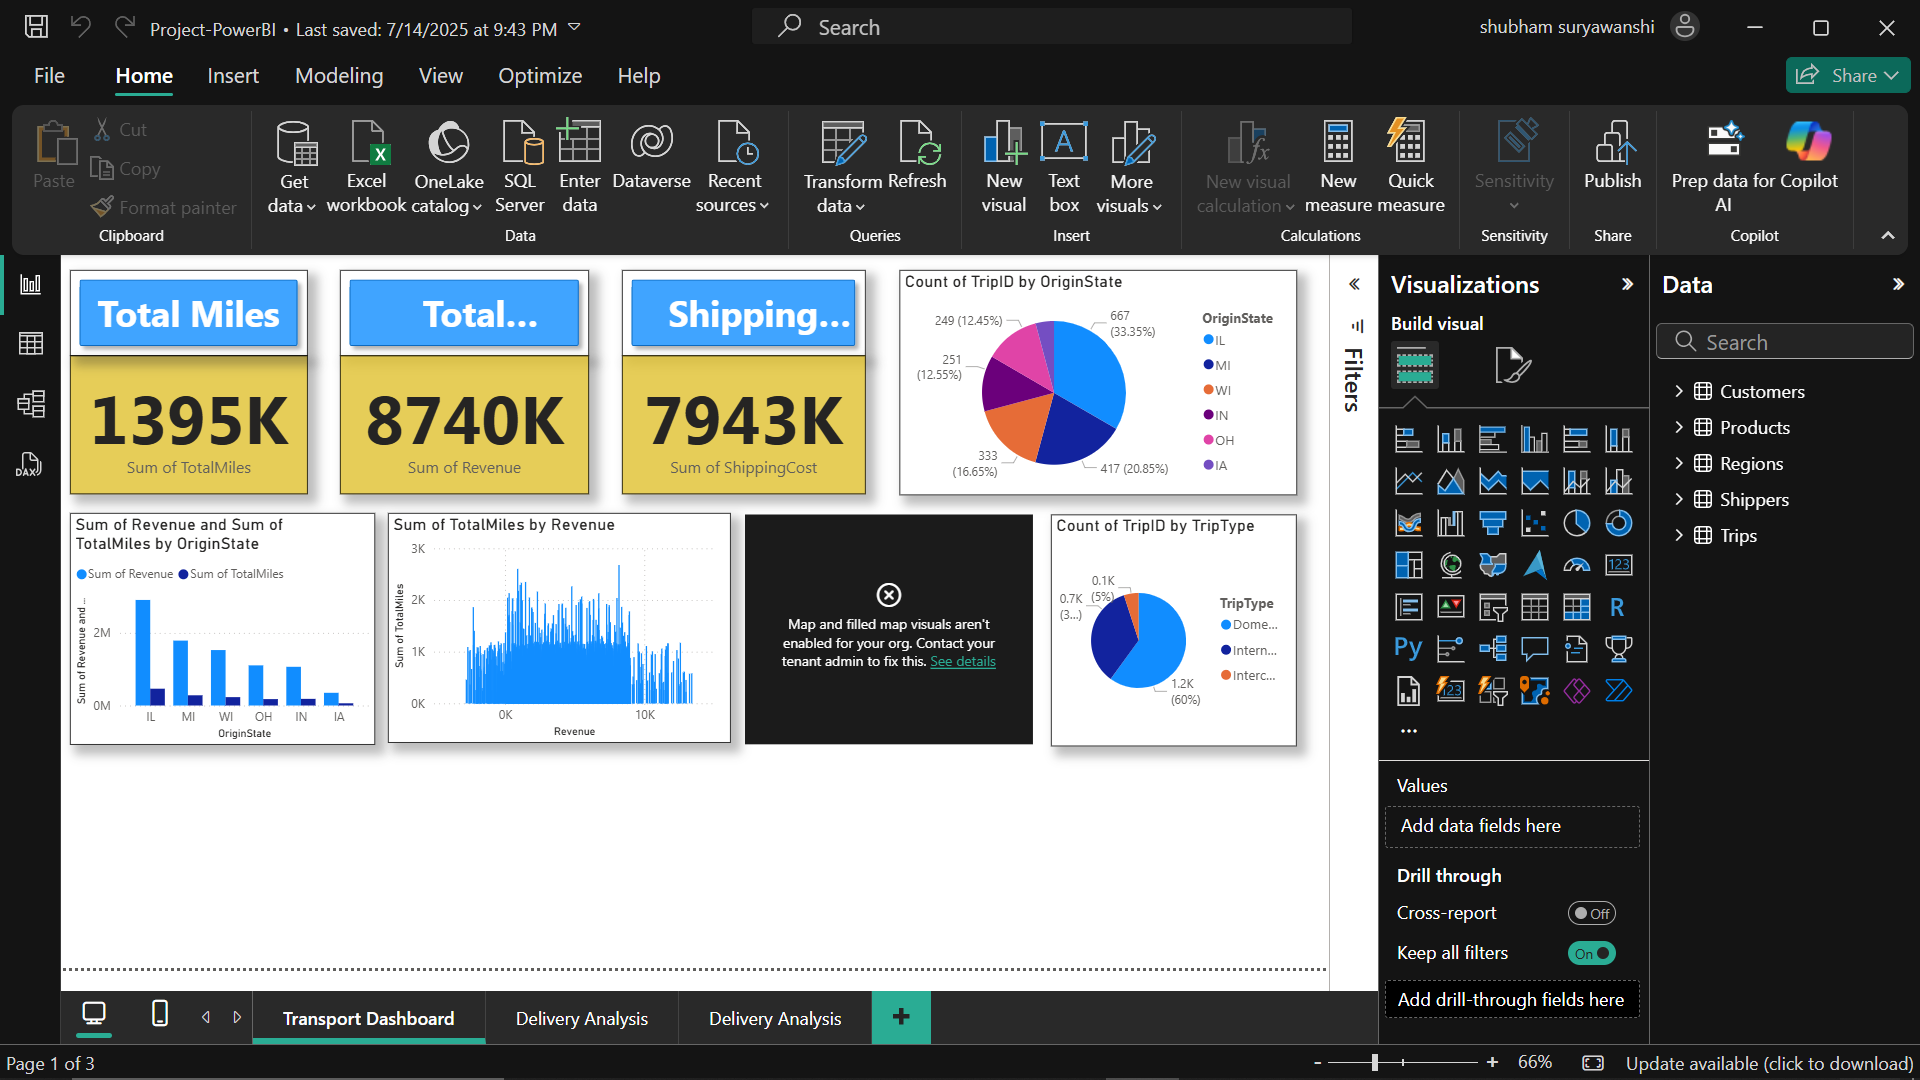 Project-PowerBI • Last saved: 7/14/2025 at 9:43 PM
Search
shubham suryawanshi
File
Home
Insert
Modeling
View
Optimize
Help
Share
Paste
Cut
Copy
Format painter
Clipboard
Get data
Excel workbook
OneLake catalog
SQL Server
Enter data
Dataverse
Recent sources
Data
Transform data
Refresh
Queries
New visual
A
Text box
More visuals
Insert
New visual calculation
New measure
Quick measure
Calculations
Sensitivity
Sensitivity
Publish
Share
Prep data for AI
Copilot
Copilot
DAX
Total Miles
1395K
Sum of TotalMiles
Total...
8740K
Sum of Revenue
Shipping...
7943K
Sum of ShippingCost
Count of TripID by OriginState
667
(33.35%)
417 (20.85%)
333
(16.65%)
251
(12.55%)
249 (12.45%)
OriginState
IL
MI
WI
IN
OH
IA
Sum of Revenue and Sum of
TotalMiles by OriginState
Sum of Revenue
Sum of TotalMiles
Sum of Revenue and ...
2M
0M
IL
MI
WI
OH
IN
IA
OriginState
Sum of TotalMiles by Revenue
Sum of TotalMiles
3K
2K
1K
0K
0K
10K
Revenue
Map and filled map visuals aren't
enabled for your org. Contact your
tenant admin to fix this. See details
Count of TripID by TripType
0.1K
(5%)
0.7K
(3...)
1.2K
(60%)
TripType
Dome...
Intern...
Interc...
Filters
Visualizations
Build visual
123
R
Py
123
...
Values
Add data fields here
Drill through
Cross-report
Off
Keep all filters
On
Add drill-through fields here
Data
Search
Customers
Products
Regions
Shippers
Trips
Transport Dashboard
Delivery Analysis
Delivery Analysis
+
Page 1 of 3
-
+
66%
Update available (click to download)